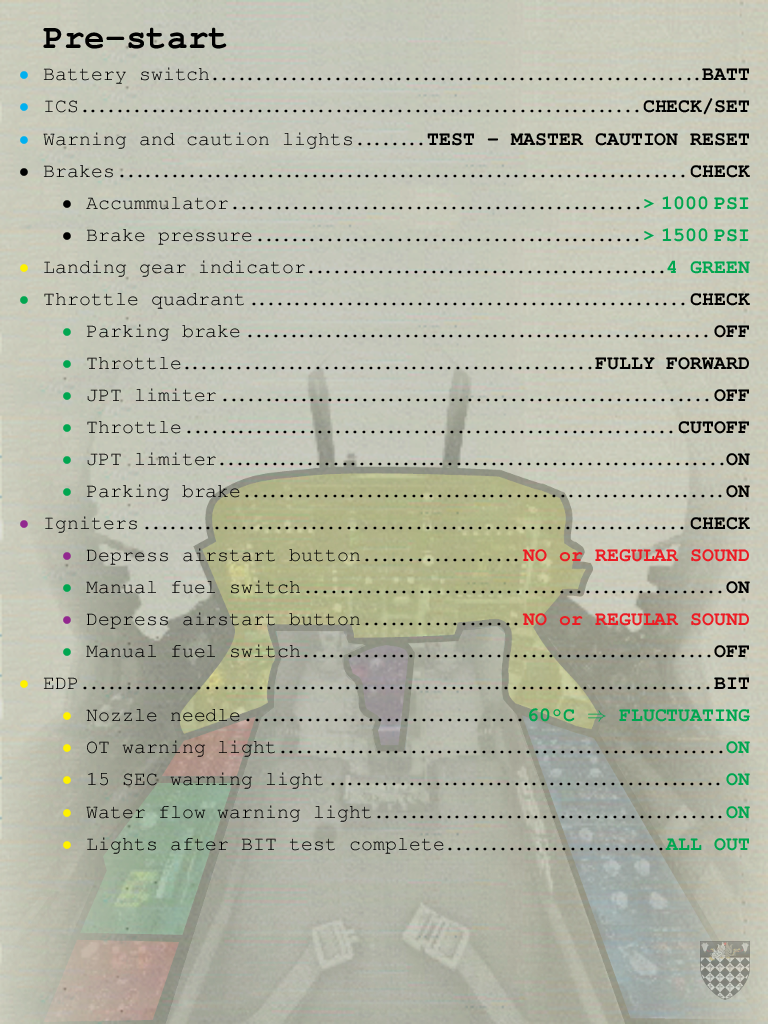 Pre-start
• Battery switch........................................................BATT
• ICS................................................................CHECK/SET
• Warning and caution lights........TEST - MASTER CAUTION RESET
• Brakes.................................................................CHECK
• Accummulator................................................> 1000 PSI
• Brake pressure.............................................> 1500 PSI
• Landing gear indicator.........................................4 GREEN
• Throttle quadrant..................................................CHECK
• Parking brake.......................................................OFF
• Throttle................................................FULLY FORWARD
• JPT limiter..........................................................OFF
• Throttle..........................................................CUTOFF
• JPT limiter...........................................................ON
• Parking brake........................................................ON
• Igniters...............................................................CHECK
• Depress airstart button...................NO or REGULAR SOUND
• Manual fuel switch..................................................ON
• Depress airstart button...................NO or REGULAR SOUND
• Manual fuel switch.................................................OFF
• EDP.......................................................................BIT
• Nozzle needle.................................60ºC ⇒ FLUCTUATING
• OT warning light.....................................................ON
• 15 SEC warning light...............................................ON
• Water flow warning light..........................................ON
• Lights after BIT test complete..........................ALL OUT